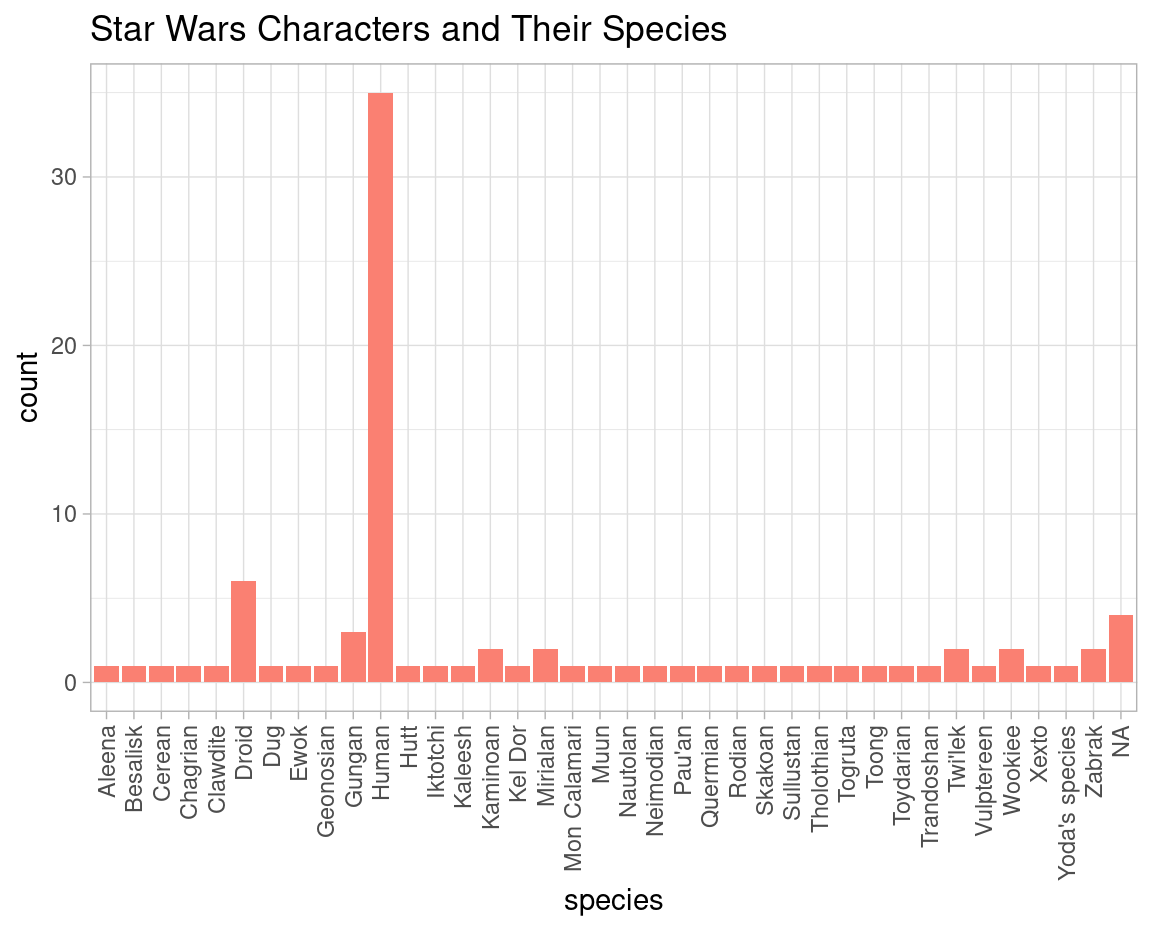 Star Wars Characters and Their Species
count
30
20
10
0
Aleena
Besalisk
Cerean
Chagrian
Clawdite
Droid
Dug
Ewok
Geonosian
Gungan
Human
Hutt
Iktotchi
Kaleesh
Kaminoan
Kel Dor
Mirialan
Mon Calamari
Muun
Nautolan
Neimodian
Pau'an
Quermian
Rodian
Skakoan
Sullustan
Tholothian
Togruta
Toong
Toydarian
Trandoshan
Twi'lek
Vulptereen
Wookiee
Xexto
Yoda's species
Zabrak
NA
species